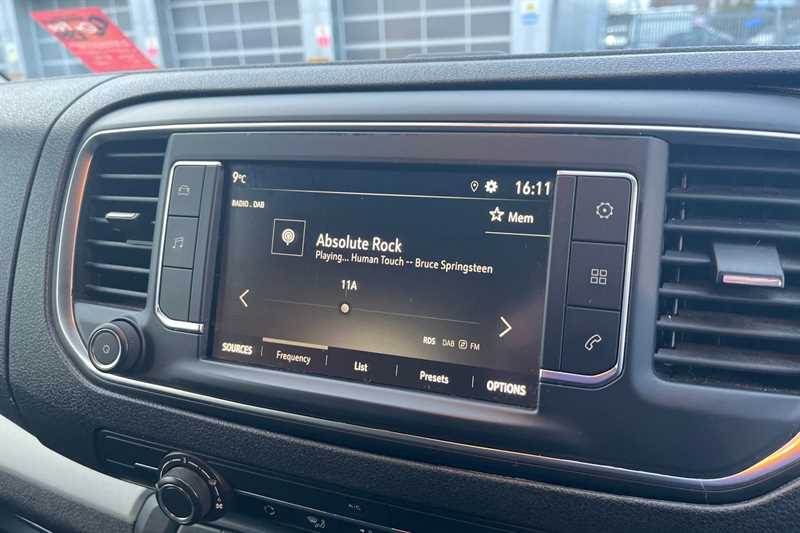 9°C
16:11
RADIO . DAB
Mem
Absolute Rock
Playing... Human Touch -- Bruce Springsteen
11A
RDS DAB FM
SOURCES Frequency List Presets OPTIONS
A/C